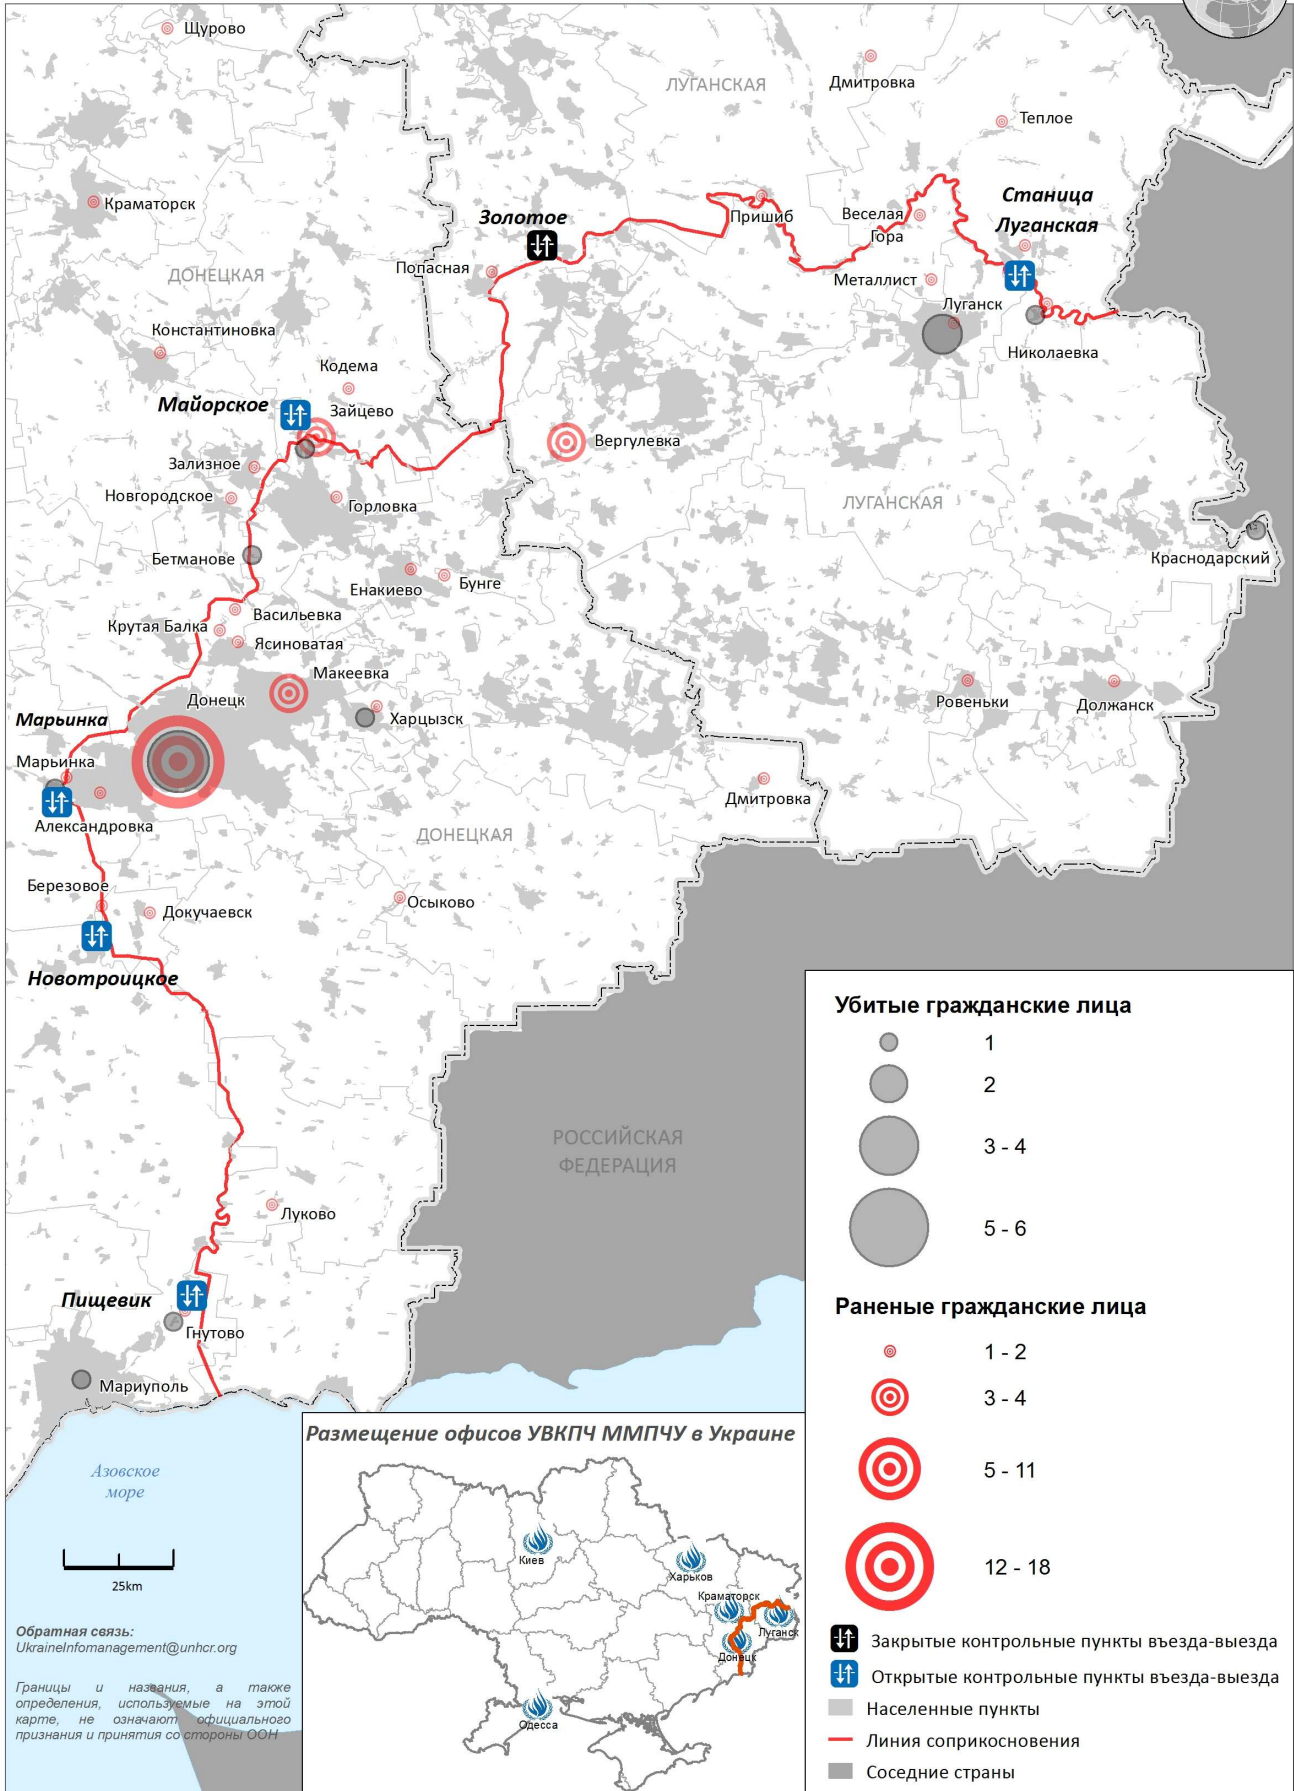 Щурово
ЛУГАНСКАЯ
Дмитровка
Теплое
Краматорск
Золотое
Пришиб
Веселая
Гора
Станица
Луганская
ДОНЕЦКАЯ
Попасная
Металлист
Луганск
Константиновка
Николаевка
Кодема
Майорское
Зайцево
Вергулевка
Зализное
Новгородское
Горловка
ЛУГАНСКАЯ
Бетманове
Краснодарский
Енакиево
Бунге
Васильевка
Крутая Балка
Ясиноватая
Макеевка
Донецк
Ровеньки
Должанск
Марьинка
Харцызск
Марьинка
Дмитровка
Александровка
ДОНЕЦКАЯ
Березовое
Докучаевск
Осыково
Новотроицкое
РОССИЙСКАЯ
ФЕДЕРАЦИЯ
Луково
Пищевик
Гнутово
Мариуполь
Азовское
море
25km
Обратная связь:
UkraineInfomanagement@unhcr.org
Границы и названия, а также
определения, используемые на этой
карте, не означают официального
признания и принятия со стороны ООН
Размещение офисов УВКПЧ ММПЧУ в Украине
Киев
Харьков
Краматорск
Луганск
Донецк
Одесса
Убитые гражданские лица
1
2
3 - 4
5 - 6
Раненые гражданские лица
1 - 2
3 - 4
5 - 11
12 - 18
Закрытые контрольные пункты въезда-выезда
Открытые контрольные пункты въезда-выезда
Населенные пункты
Линия соприкосновения
Соседние страны